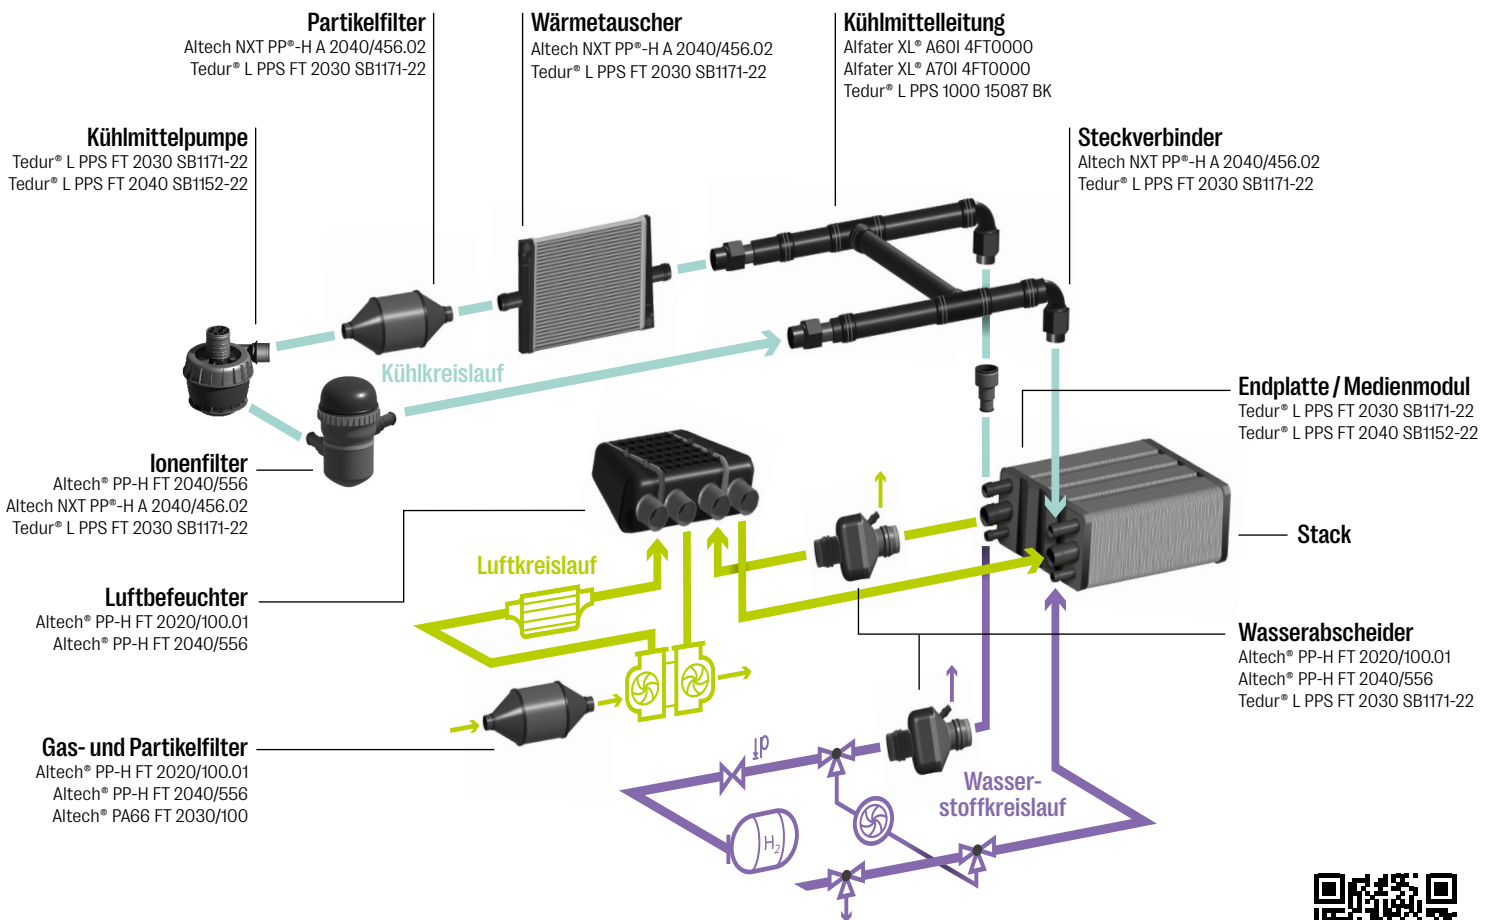 Partikelfilter
Altech NXT PP®-H A 2040/456.02
Tedur® L PPS FT 2030 SB1171-22
Wärmetauscher
Altech NXT PP®-H A 2040/456.02
Tedur® L PPS FT 2030 SB1171-22
Kühlmittelleitung
Alfater XL® A60I 4FT0000
Alfater XL® A70I 4FT0000
Tedur® L PPS 1000 15087 BK
Kühlmittelpumpe
Tedur® L PPS FT 2030 SB1171-22
Tedur® L PPS FT 2040 SB1152-22
Steckverbinder
Altech NXT PP®-H A 2040/456.02
Tedur® L PPS FT 2030 SB1171-22
Kühlkreislauf
Endplatte / Medienmodul
Tedur® L PPS FT 2030 SB1171-22
Tedur® L PPS FT 2040 SB1152-22
Ionenfilter
Altech® PP-H FT 2040/556
Altech NXT PP®-H A 2040/456.02
Tedur® L PPS FT 2030 SB1171-22
Stack
Luftkreislauf
Luftbefeuchter
Altech® PP-H FT 2020/100.01
Altech® PP-H FT 2040/556
Wasserabscheider
Altech® PP-H FT 2020/100.01
Altech® PP-H FT 2040/556
Tedur® L PPS FT 2030 SB1171-22
Gas- und Partikelfilter
Altech® PP-H FT 2020/100.01
Altech® PP-H FT 2040/556
Altech® PA66 FT 2030/100
Wasser-
stoffkreislauf
H₂